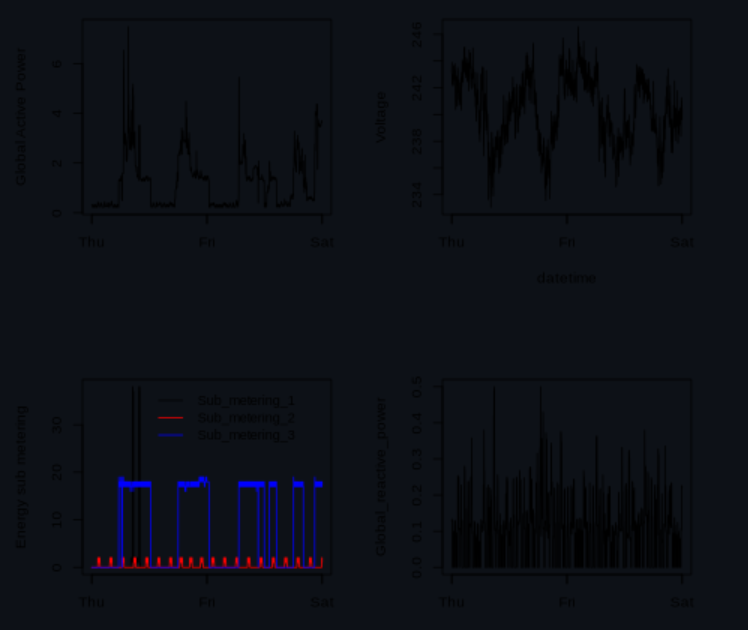 Global Active Power
6
4
2
0
Thu Fri Sat
Voltage
246
242
238
234
Thu Fri Sat
datetime
Energy sub metering
30
20
10
0
Sub_metering_1
Sub_metering_2
Sub_metering_3
Thu Fri Sat
Global_reactive_power
0.5
0.4
0.3
0.2
0.1
0.0
Thu Fri Sat